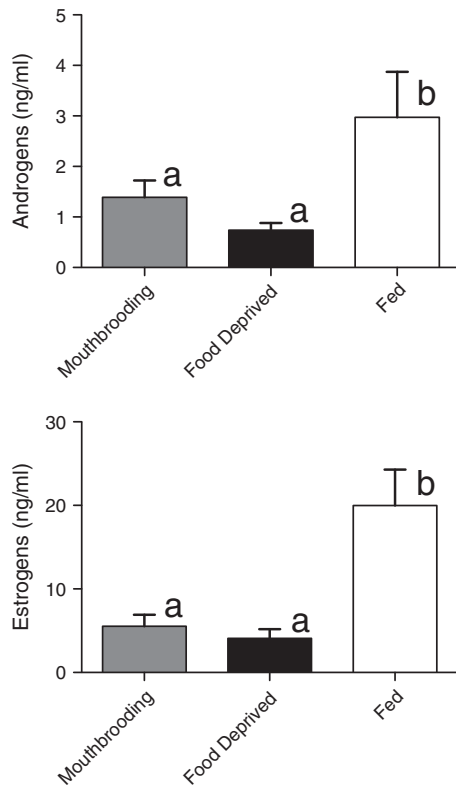 Androgens (ng/ml)
5
4
3
2
1
0
a
a
b
Mouthbrooding
Food Deprived
Fed
Estrogens (ng/ml)
30
20
10
0
a
a
b
Mouthbrooding
Food Deprived
Fed